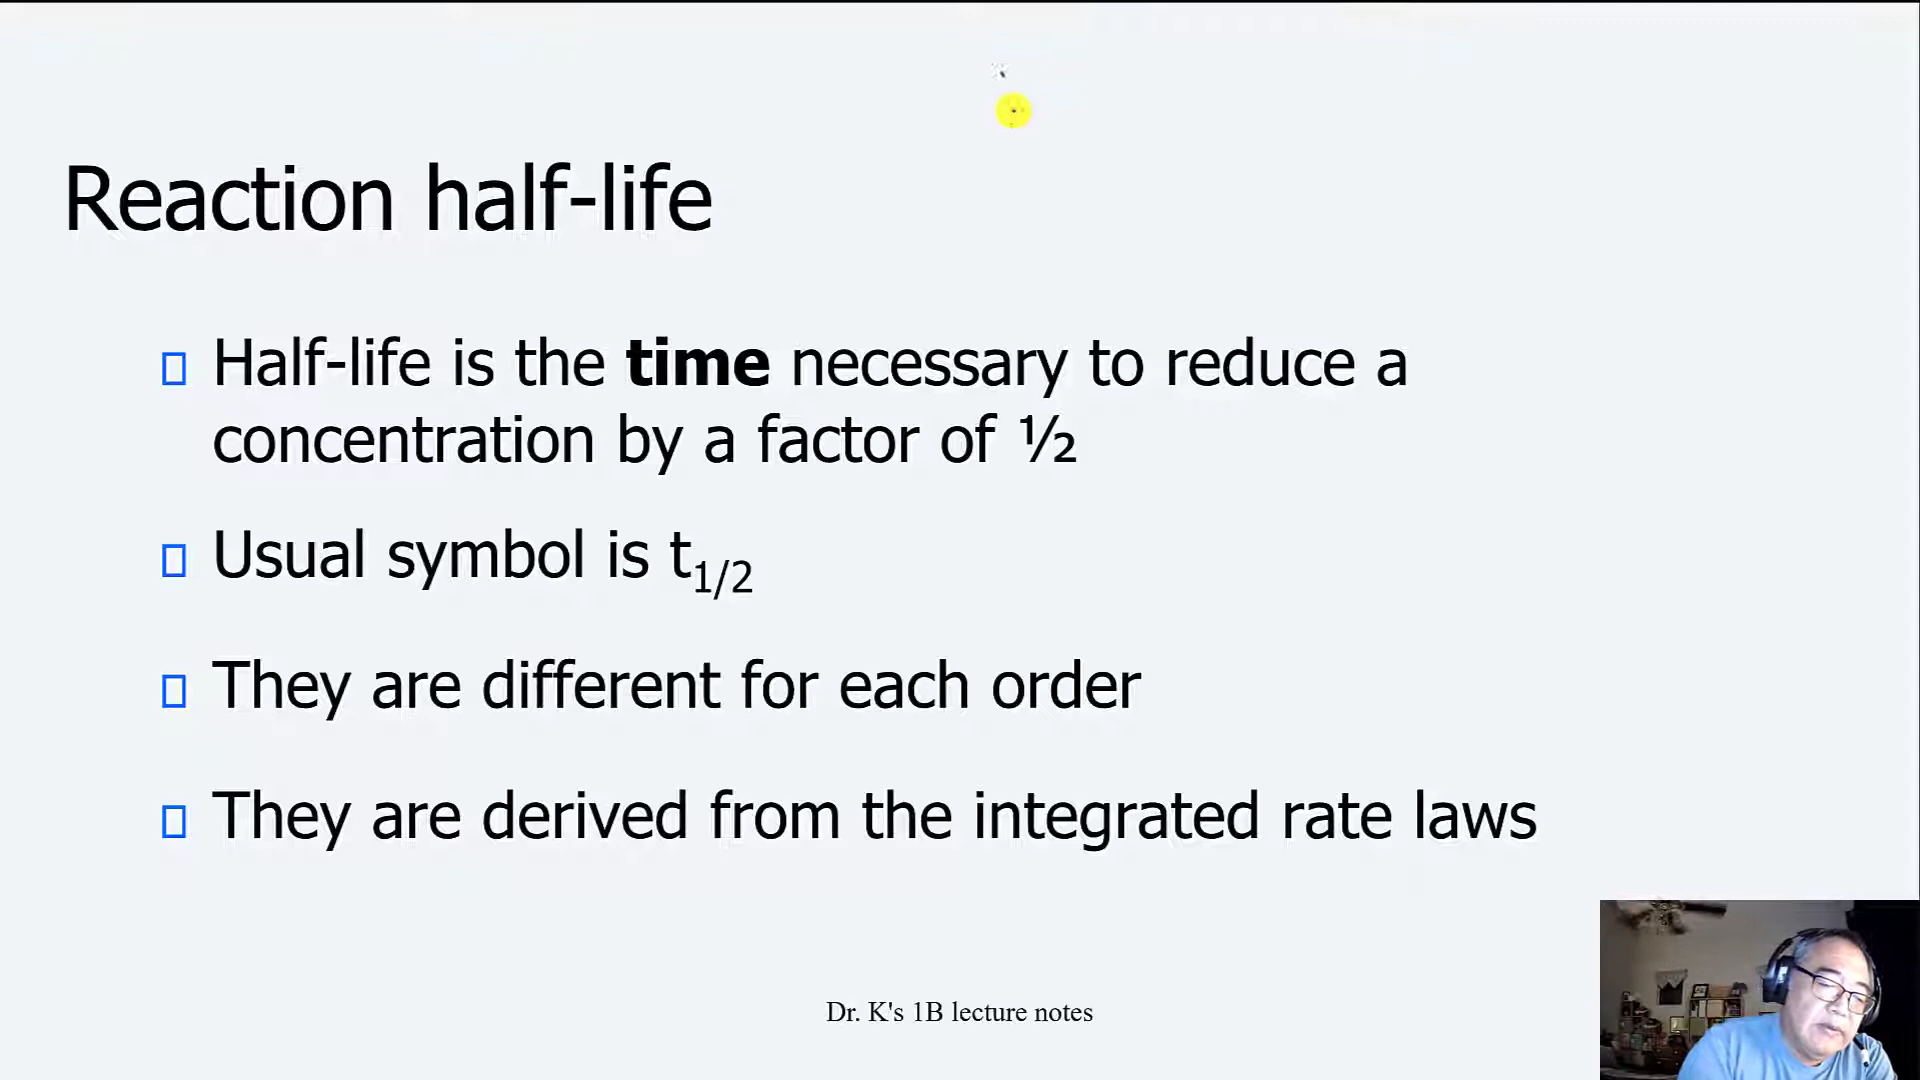 Reaction half-life
Half-life is the time necessary to reduce a
concentration by a factor of ½
Usual symbol is t1/2
They are different for each order
They are derived from the integrated rate laws
Dr. K's 1B lecture notes